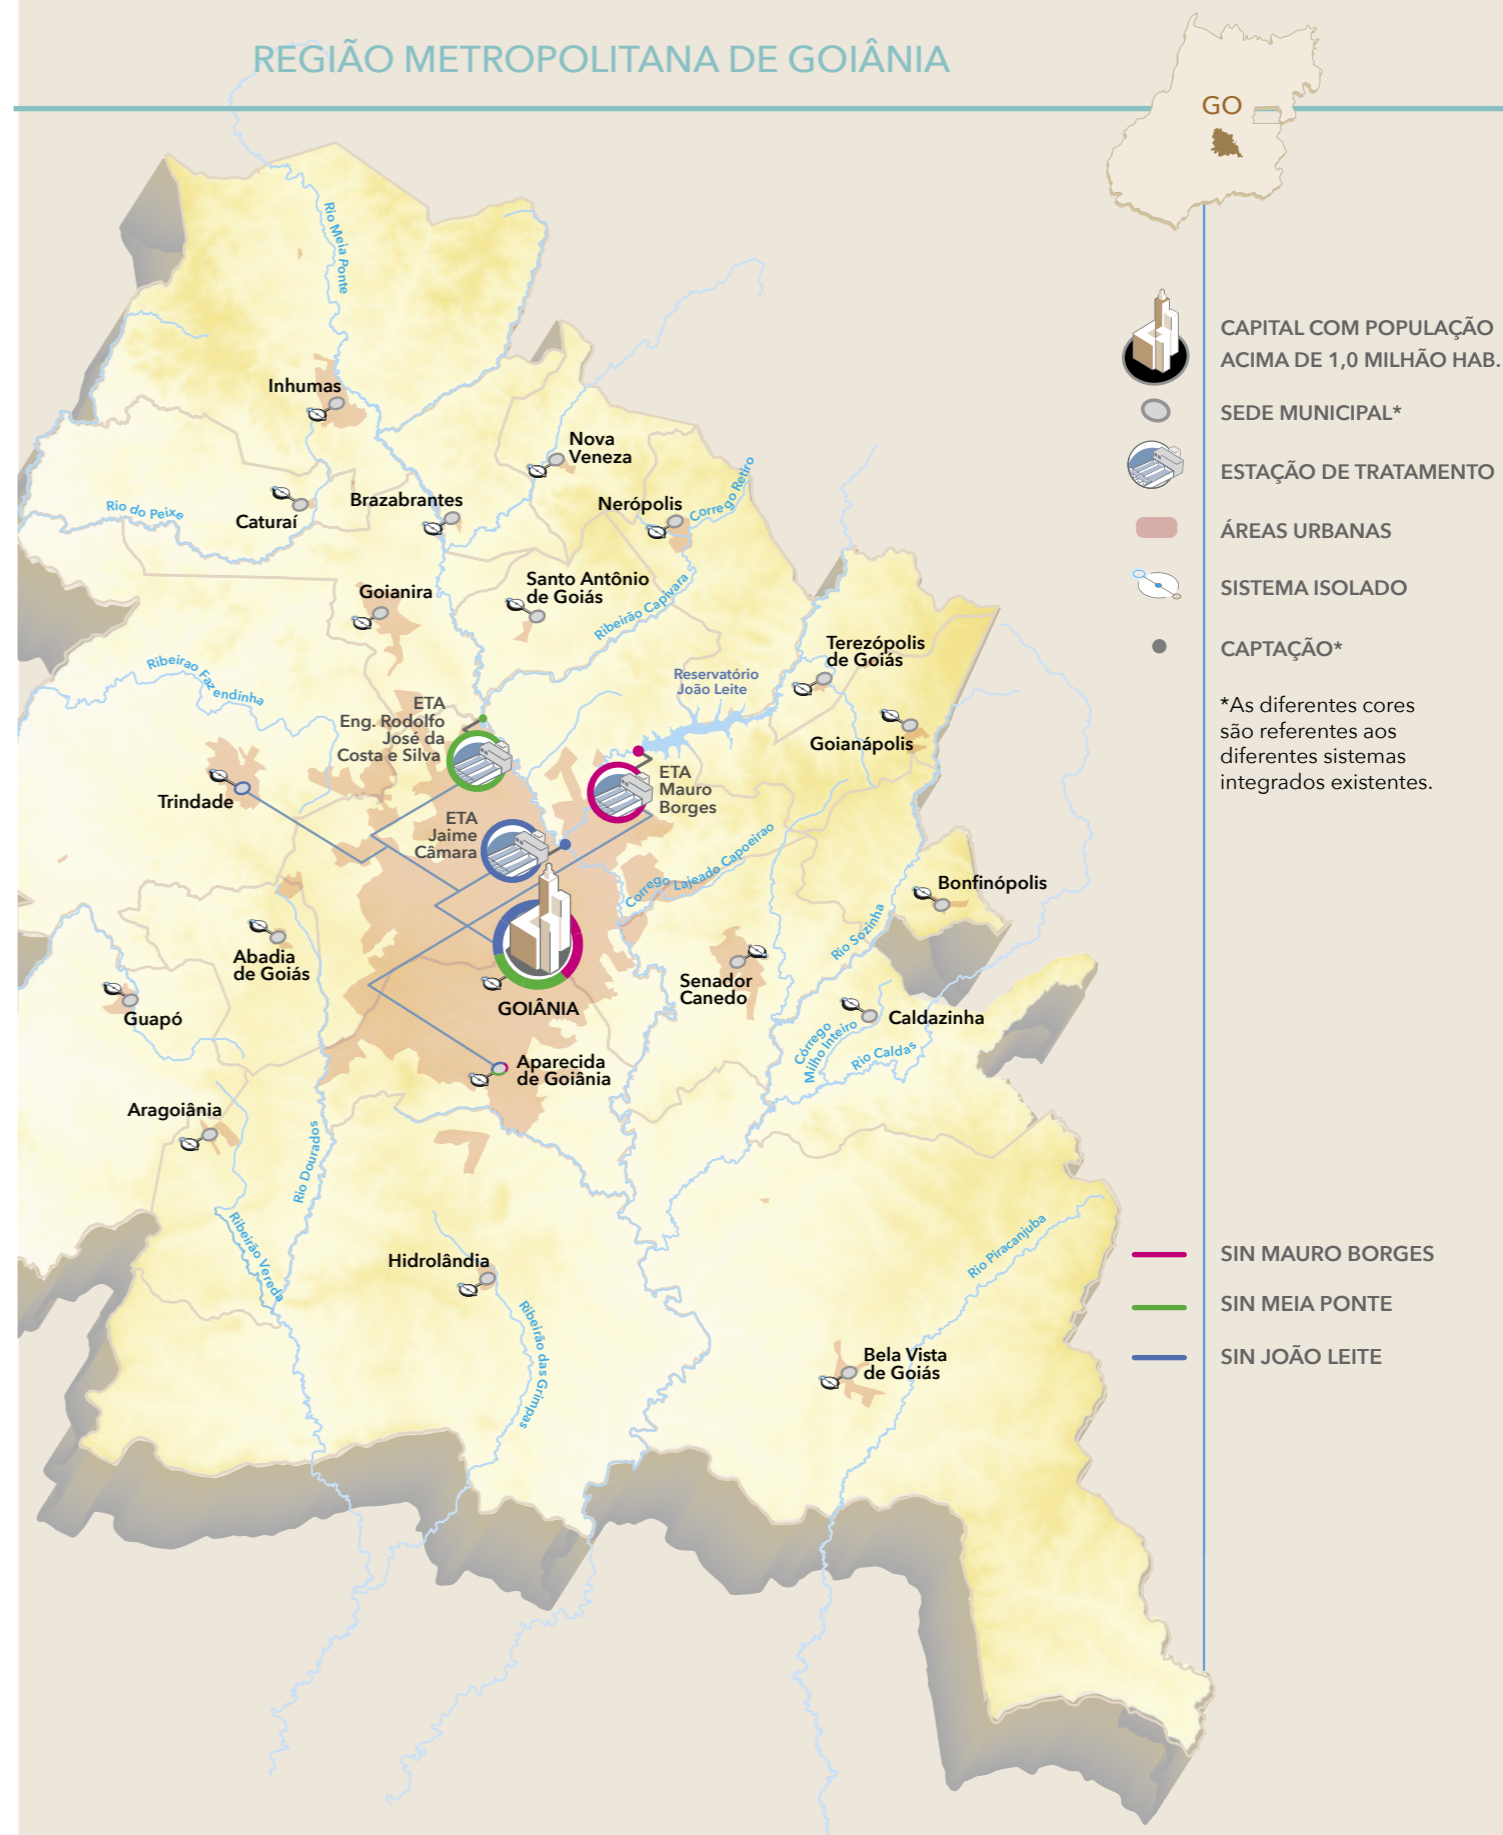 REGIÃO METROPOLITANA DE GOIÂNIA
GO
CAPITAL COM POPULAÇÃO
ACIMA DE 1,0 MILHÃO HAB.
SEDE MUNICIPAL*
ESTAÇÃO DE TRATAMENTO
ÁREAS URBANAS
SISTEMA ISOLADO
CAPTAÇÃO*
*As diferentes cores
são referentes aos
diferentes sistemas
integrados existentes.
SIN MAURO BORGES
SIN MEIA PONTE
SIN JOÃO LEITE
Rio Meia Ponte
Inhumas
Nova
Veneza
Rio do Peixe
Caturaí
Brazabrantes
Nerópolis
Corrego Retiro
Goianira
Santo Antônio
de Goiás
Ribeirão Capivara
Terezópolis
de Goiás
Ribeirao Fazendinha
Reservatório
João Leite
ETA
Eng. Rodolfo
José da
Costa e Silva
Goianápolis
Trindade
ETA
Mauro
Borges
ETA
Jaime
Câmara
Corrego Lajeado Capoeirao
Bonfinópolis
Rio Sozinha
Abadia
de Goiás
Senador
Canedo
GOIÂNIA
Guapó
Caldazinha
Córrego
Milho Inteiro
Rio Caldas
Aparecida
de Goiânia
Aragoiânia
Rio Dourados
Ribeirão Vereda
Hidrolândia
Rio Piracanjuba
Ribeirão das Grimpas
Bela Vista
de Goiás